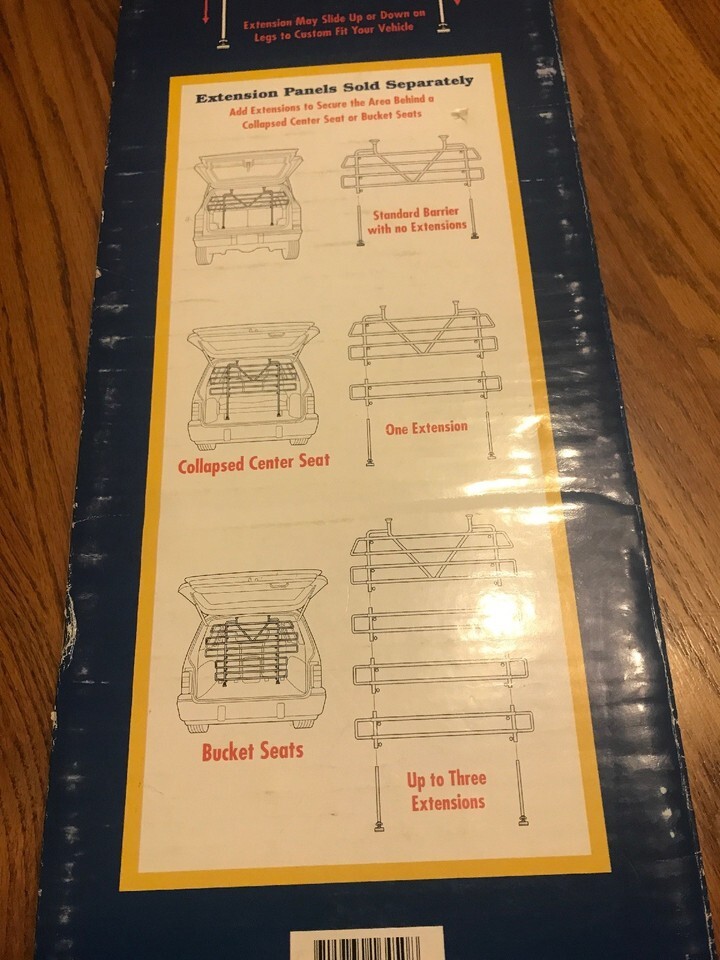 Extension May Slide Up or Down on
Legs to Custom Fit Your Vehicle
Extension Panels Sold Separately
Add Extensions to Secure the Area Behind a
Collapsed Center Seat or Bucket Seats
Standard Barrier
with no Extensions
Collapsed Center Seat
One Extension
Bucket Seats
Up to Three
Extensions